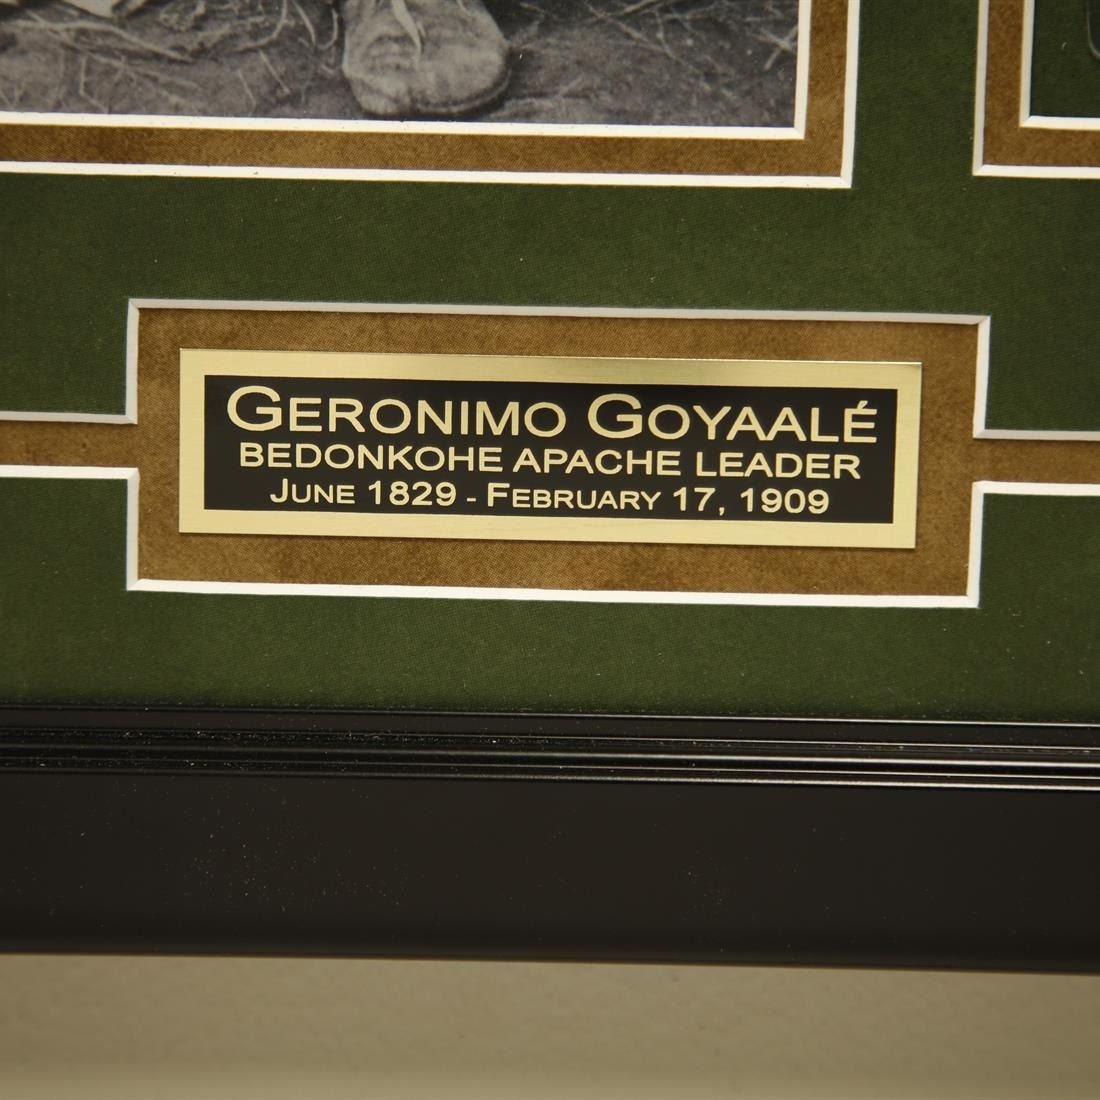 GERONIMO GOYAALÉ
BEDONKOHE APACHE LEADER
JUNE 1829 - FEBRUARY 17, 1909